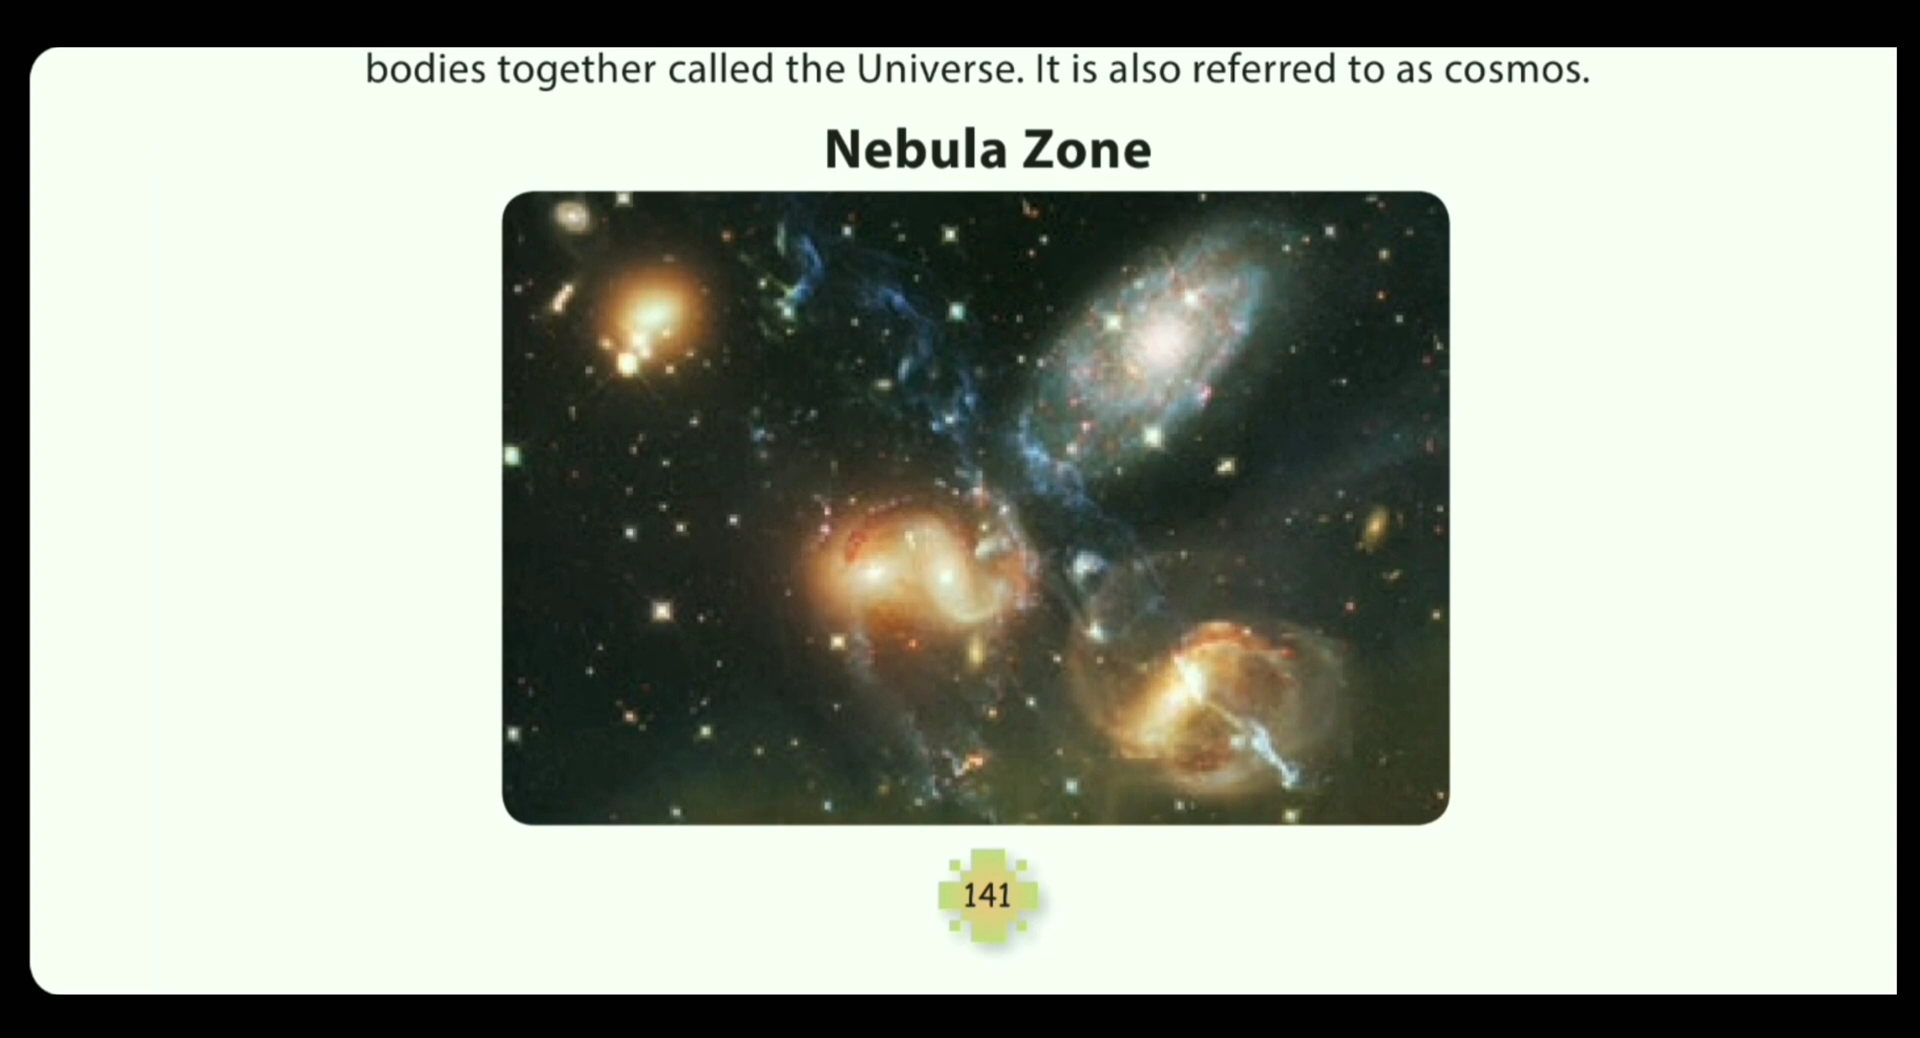 bodies together called the Universe. It is also referred to as cosmos.
Nebula Zone
141